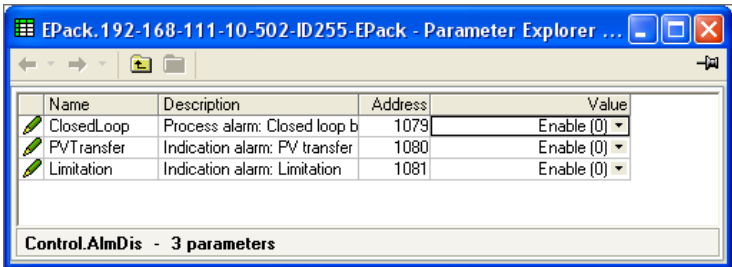 EPack.192-168-111-10-502-ID255-EPack - Parameter Explorer ...
Name Description Address Value
ClosedLoop Process alarm: Closed loop b 1079 Enable (0)
PVTransfer Indication alarm: PV transfer 1080 Enable (0)
Limitation Indication alarm: Limitation 1081 Enable (0)
Control.AlmDis - 3 parameters